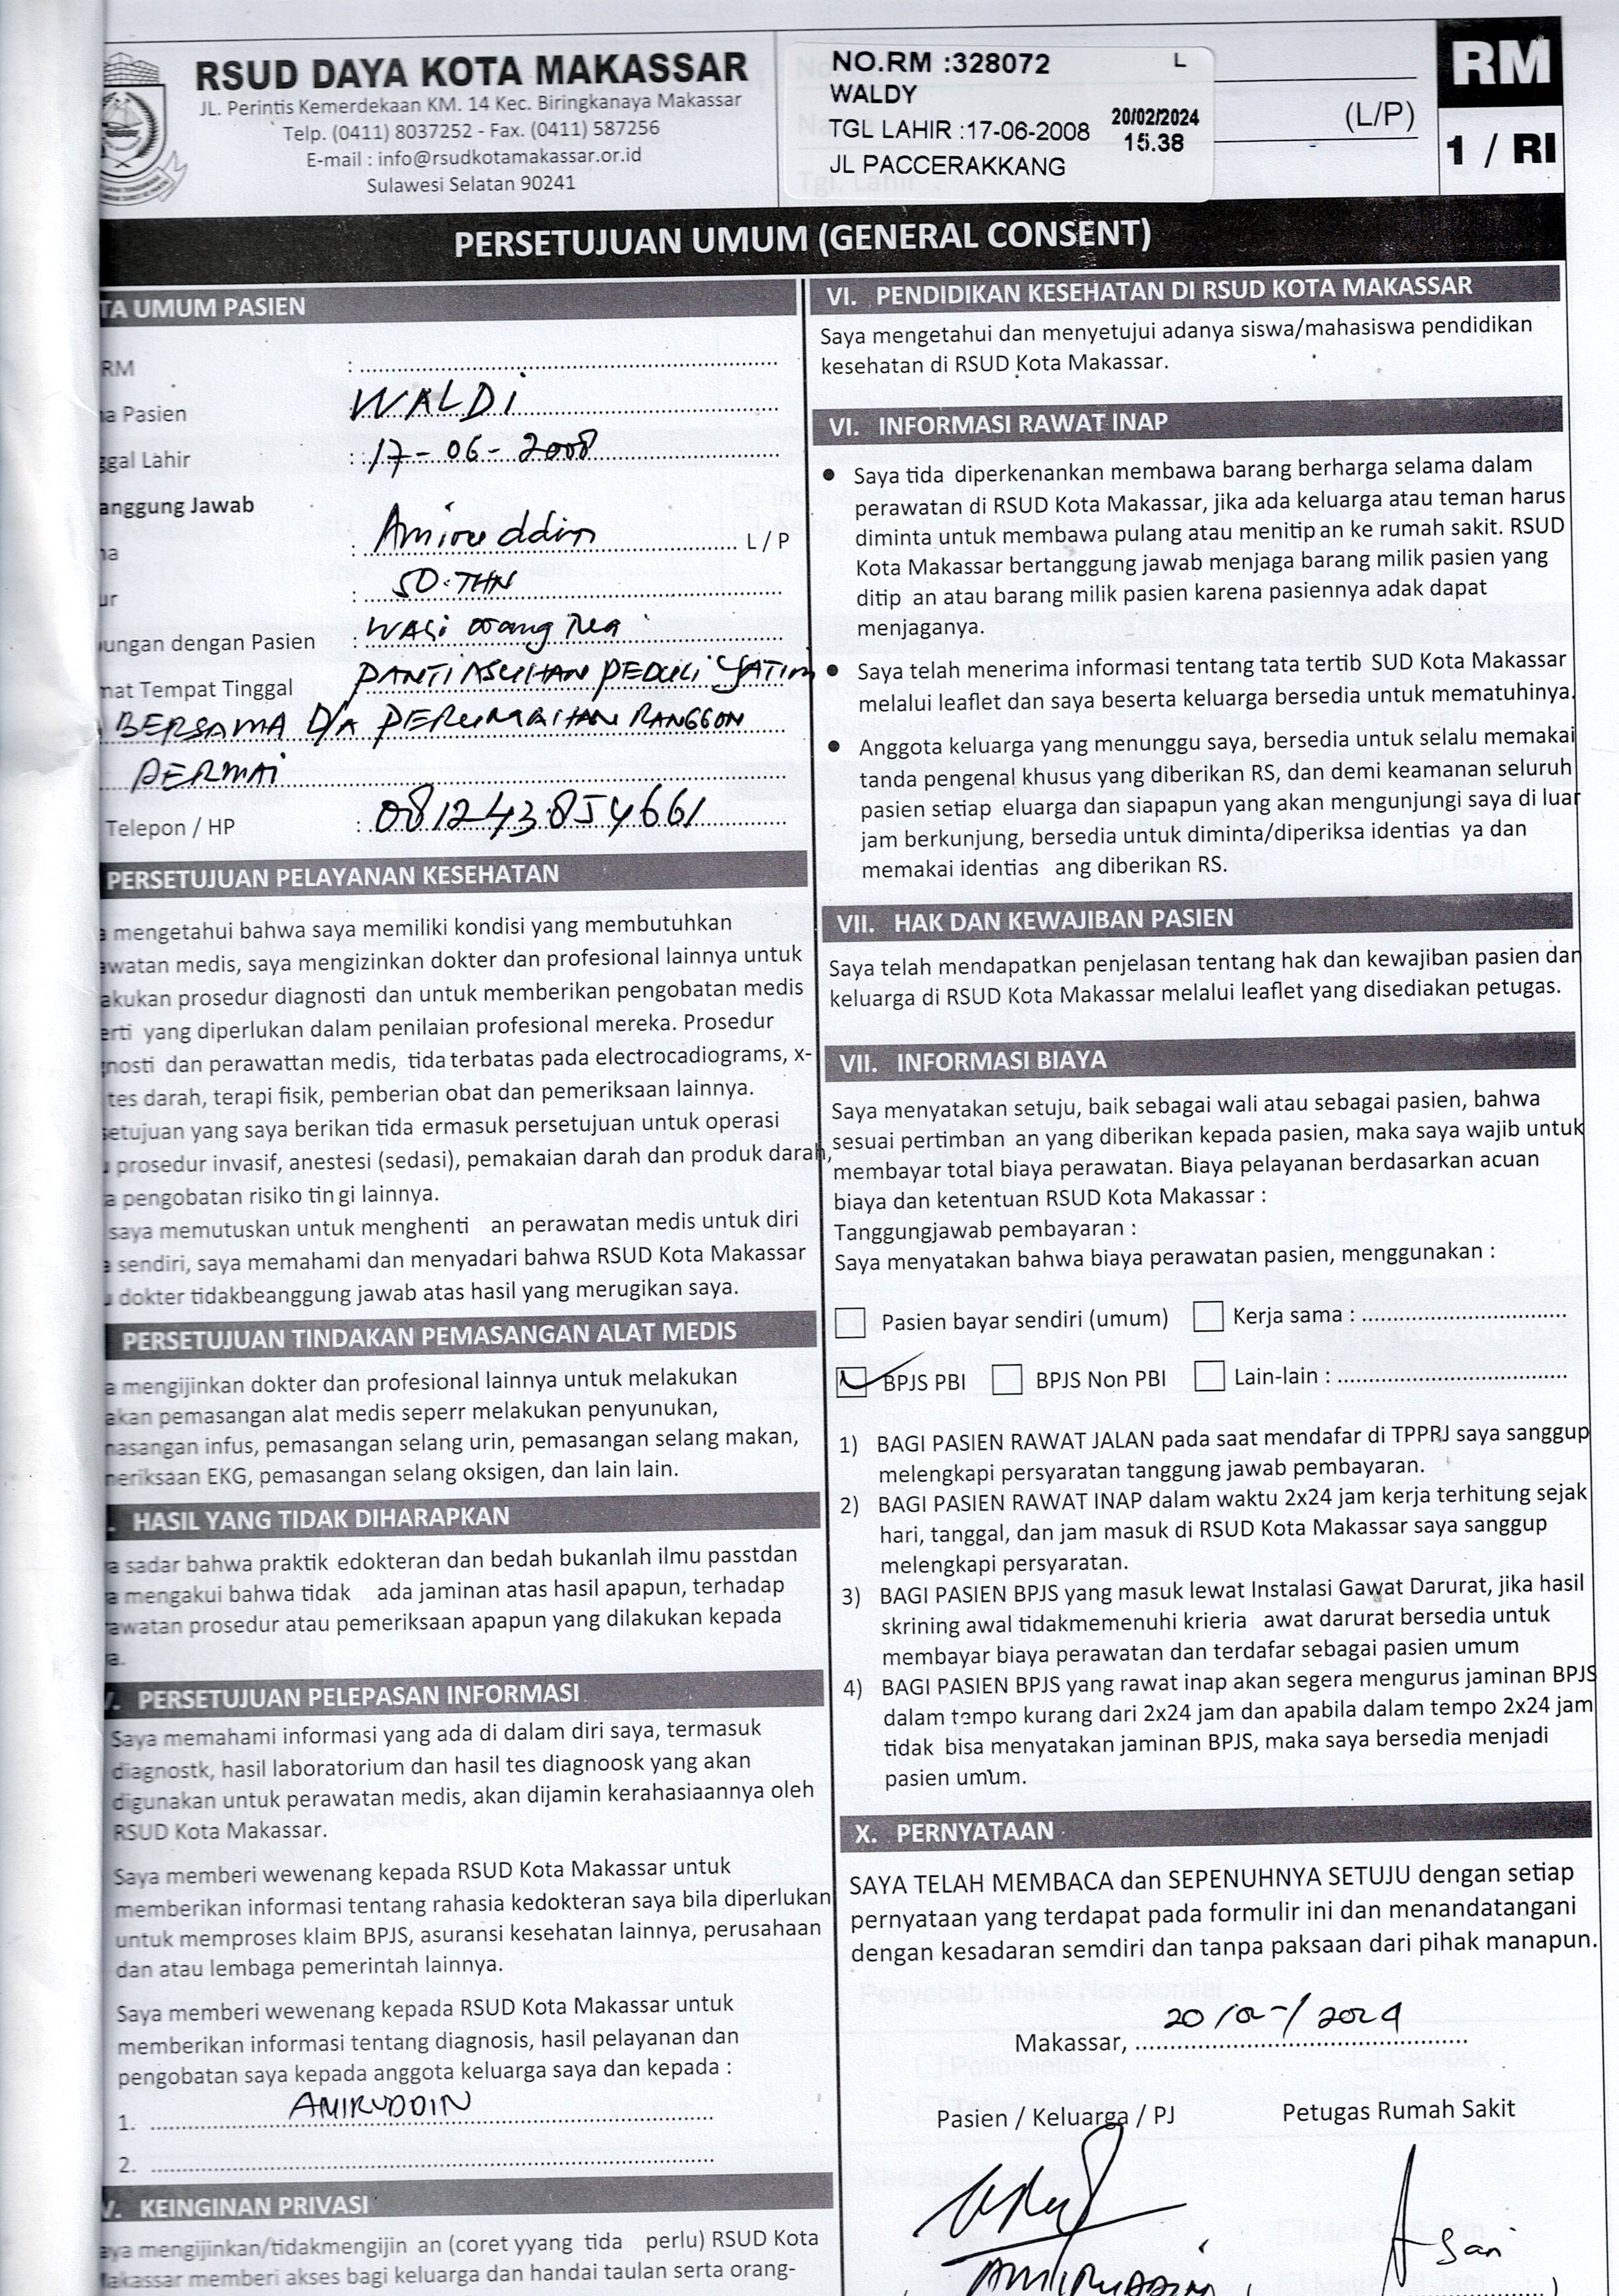 RSUD DAYA KOTA MAKASSAR
JL. Perintis Kemerdekaan KM. 14 Kec. Biringkanaya Makassar
Telp. (0411) 8037252 - Fax. (0411) 587256
E-mail : info@rsudkotamakassar.or.id
Sulawesi Selatan 90241
NO.RM :328072 L
WALDY
TGL LAHIR :17-06-2008 20/02/2024
15.38
JL PACCERAKKANG
(L/P)
RM
1 / RI
PERSETUJUAN UMUM (GENERAL CONSENT)
TA UMUM PASIEN
RM :
a Pasien WALDI
ggal Lahir : 17-06-2008
anggung Jawab
a : Amiruddin L / P
ur : 50 THN
ungan dengan Pasien : WALi orang Tua
mat Tempat Tinggal PANTI ASUHAN PEDULI YATIM
BERSAMA D/A PERUMAHAN RANGGON
PERMAI
Telepon / HP : 081243854661
PERSETUJUAN PELAYANAN KESEHATAN
a mengetahui bahwa saya memiliki kondisi yang membutuhkan
awatan medis, saya mengizinkan dokter dan profesional lainnya untuk
akukan prosedur diagnosti dan untuk memberikan pengobatan medis
erti yang diperlukan dalam penilaian profesional mereka. Prosedur
gnosti dan perawattan medis, tida terbatas pada electrocadiograms, x-
tes darah, terapi fisik, pemberian obat dan pemeriksaan lainnya.
setujuan yang saya berikan tida ermasuk persetujuan untuk operasi
u prosedur invasif, anestesi (sedasi), pemakaian darah dan produk darah,
a pengobatan risiko tin gi lainnya.
saya memutuskan untuk menghenti an perawatan medis untuk diri
a sendiri, saya memahami dan menyadari bahwa RSUD Kota Makassar
u dokter tidakbeanggung jawab atas hasil yang merugikan saya.
PERSETUJUAN TINDAKAN PEMASANGAN ALAT MEDIS
a mengijinkan dokter dan profesional lainnya untuk melakukan
akan pemasangan alat medis seperr melakukan penyunukan,
nasangan infus, pemasangan selang urin, pemasangan selang makan,
neriksaan EKG, pemasangan selang oksigen, dan lain lain.
. HASIL YANG TIDAK DIHARAPKAN
a sadar bahwa praktik edokteran dan bedah bukanlah ilmu passtdan
a mengakui bahwa tidak ada jaminan atas hasil apapun, terhadap
awatan prosedur atau pemeriksaan apapun yang dilakukan kepada
a.
. PERSETUJUAN PELEPASAN INFORMASI
Saya memahami informasi yang ada di dalam diri saya, termasuk
diagnostk, hasil laboratorium dan hasil tes diagnoosk yang akan
digunakan untuk perawatan medis, akan dijamin kerahasiaannya oleh
RSUD Kota Makassar.
Saya memberi wewenang kepada RSUD Kota Makassar untuk
memberikan informasi tentang rahasia kedokteran saya bila diperlukan
untuk memproses klaim BPJS, asuransi kesehatan lainnya, perusahaan
dan atau lembaga pemerintah lainnya.
Saya memberi wewenang kepada RSUD Kota Makassar untuk
memberikan informasi tentang diagnosis, hasil pelayanan dan
pengobatan saya kepada anggota keluarga saya dan kepada :
1. AMIRUDDIN
2.
. KEINGINAN PRIVASI
aya mengijinkan/tidakmengijin an (coret yyang tida perlu) RSUD Kota
Makassar memberi akses bagi keluarga dan handai taulan serta orang-
VI. PENDIDIKAN KESEHATAN DI RSUD KOTA MAKASSAR
Saya mengetahui dan menyetujui adanya siswa/mahasiswa pendidikan
kesehatan di RSUD Kota Makassar.
VI. INFORMASI RAWAT INAP
• Saya tida diperkenankan membawa barang berharga selama dalam
perawatan di RSUD Kota Makassar, jika ada keluarga atau teman harus
diminta untuk membawa pulang atau menitip an ke rumah sakit. RSUD
Kota Makassar bertanggung jawab menjaga barang milik pasien yang
ditip an atau barang milik pasien karena pasiennya adak dapat
menjaganya.
• Saya telah menerima informasi tentang tata tertib SUD Kota Makassar
melalui leaflet dan saya beserta keluarga bersedia untuk mematuhinya.
• Anggota keluarga yang menunggu saya, bersedia untuk selalu memakai
tanda pengenal khusus yang diberikan RS, dan demi keamanan seluruh
pasien setiap eluarga dan siapapun yang akan mengunjungi saya di luar
jam berkunjung, bersedia untuk diminta/diperiksa identias ya dan
memakai identias ang diberikan RS.
VII. HAK DAN KEWAJIBAN PASIEN
Saya telah mendapatkan penjelasan tentang hak dan kewajiban pasien dan
keluarga di RSUD Kota Makassar melalui leaflet yang disediakan petugas.
VII. INFORMASI BIAYA
Saya menyatakan setuju, baik sebagai wali atau sebagai pasien, bahwa
sesuai pertimban an yang diberikan kepada pasien, maka saya wajib untuk
membayar total biaya perawatan. Biaya pelayanan berdasarkan acuan
biaya dan ketentuan RSUD Kota Makassar :
Tanggungjawab pembayaran :
Saya menyatakan bahwa biaya perawatan pasien, menggunakan :
Pasien bayar sendiri (umum) Kerja sama :
BPJS PBI BPJS Non PBI Lain-lain :
1) BAGI PASIEN RAWAT JALAN pada saat mendafar di TPPRJ saya sanggup
melengkapi persyaratan tanggung jawab pembayaran.
2) BAGI PASIEN RAWAT INAP dalam waktu 2x24 jam kerja terhitung sejak
hari, tanggal, dan jam masuk di RSUD Kota Makassar saya sanggup
melengkapi persyaratan.
3) BAGI PASIEN BPJS yang masuk lewat Instalasi Gawat Darurat, jika hasil
skrining awal tidakmemenuhi krieria awat darurat bersedia untuk
membayar biaya perawatan dan terdafar sebagai pasien umum
4) BAGI PASIEN BPJS yang rawat inap akan segera mengurus jaminan BPJS
dalam tempo kurang dari 2x24 jam dan apabila dalam tempo 2x24 jam
tidak bisa menyatakan jaminan BPJS, maka saya bersedia menjadi
pasien umum.
X. PERNYATAAN
SAYA TELAH MEMBACA dan SEPENUHNYA SETUJU dengan setiap
pernyataan yang terdapat pada formulir ini dan menandatangani
dengan kesadaran semdiri dan tanpa paksaan dari pihak manapun.
Makassar, 20/02/2024
Pasien / Keluarga / PJ Petugas Rumah Sakit
AMIRUDDIN Sari